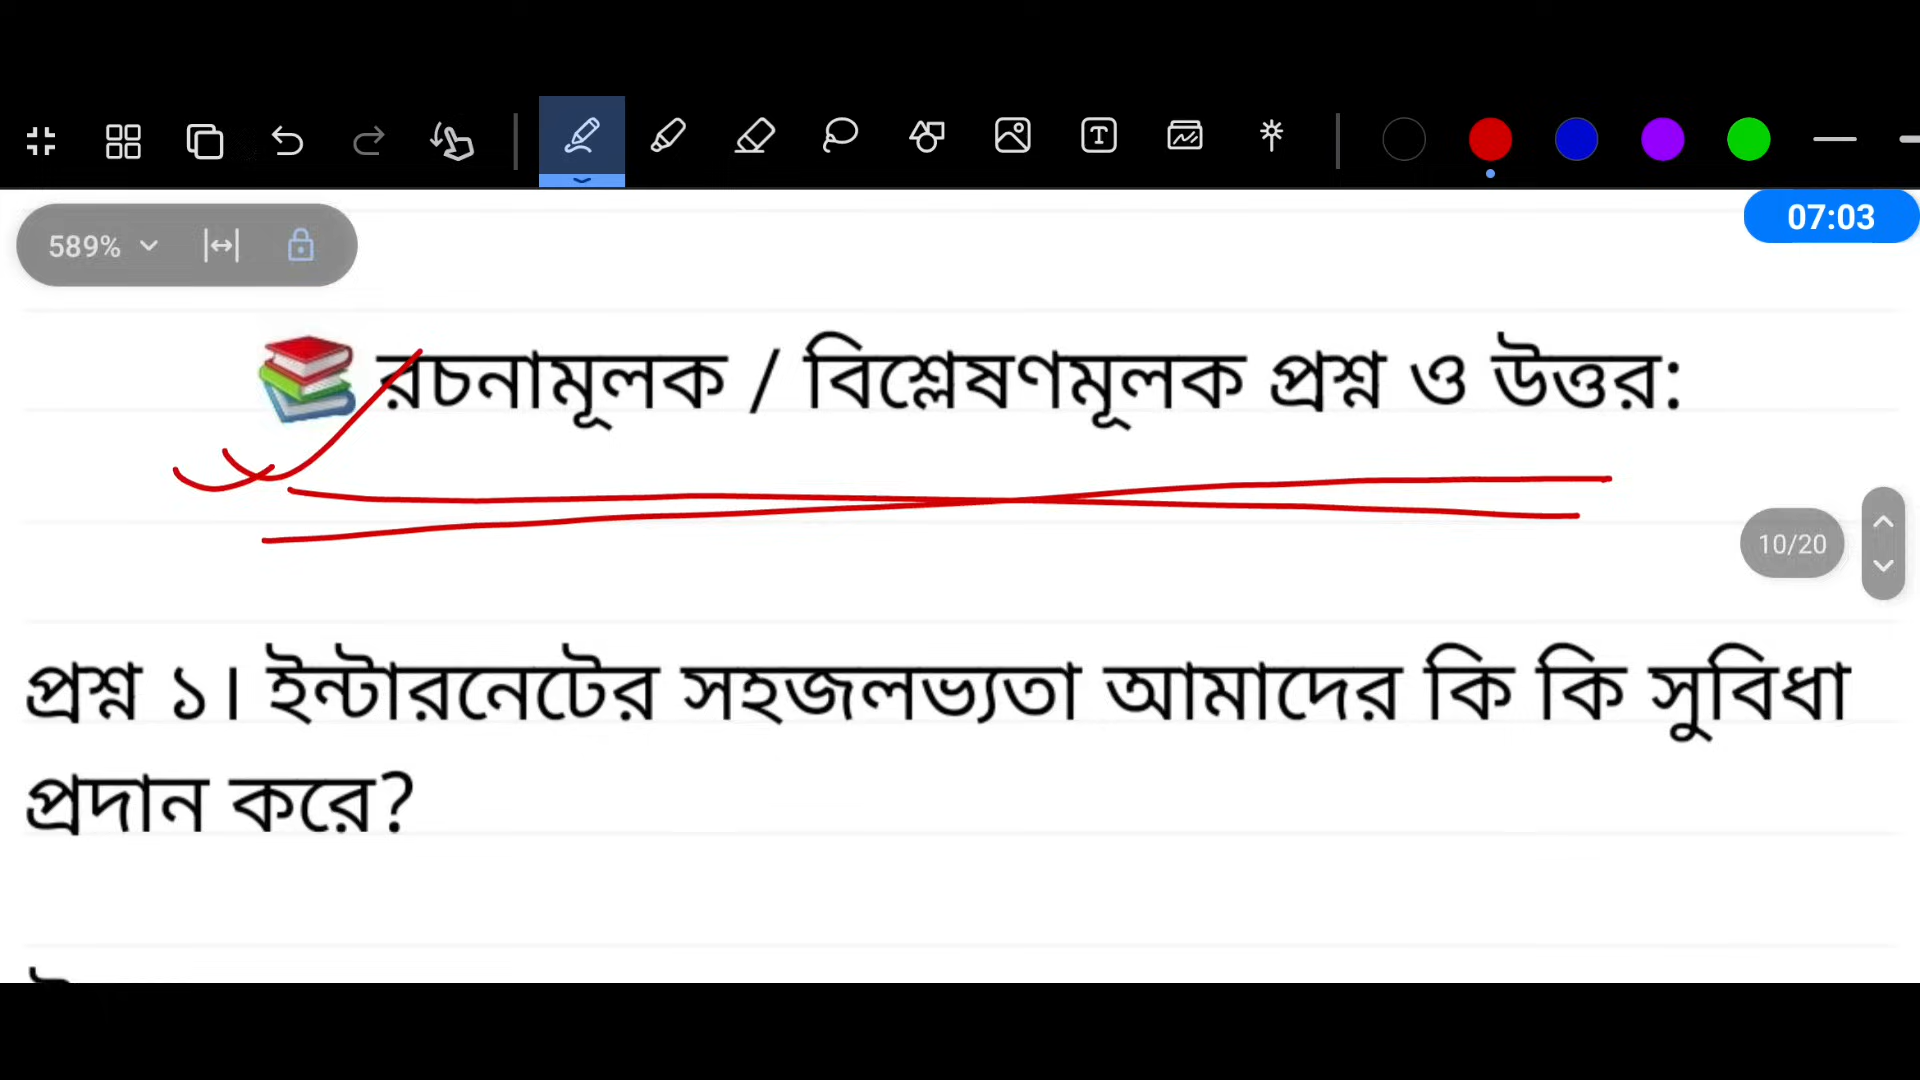 07:03
589%
রচনামূলক / বিশ্লেষণমূলক প্রশ্ন ও উত্তর:
10/20
প্রশ্ন ১। ইন্টারনেটের সহজলভ্যতা আমাদের কি কি সুবিধা
প্রদান করে?